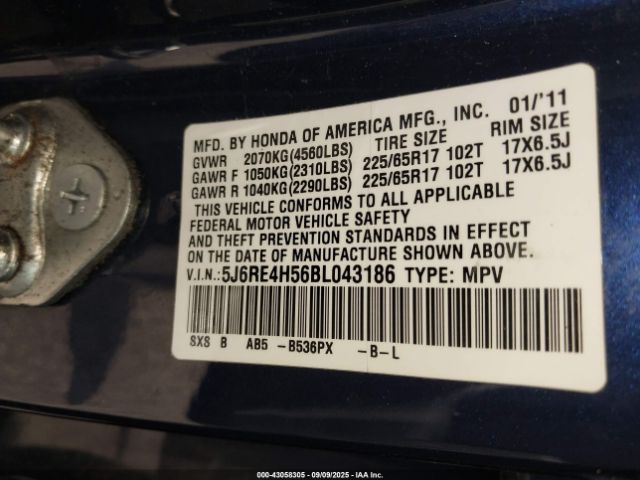 MFD. BY HONDA OF AMERICA MFG., INC. 01/'11
GVWR 2070KG(4560LBS) TIRE SIZE RIM SIZE
GAWR F 1050KG(2310LBS) 225/65R17 102T 17X6.5J
GAWR R 1040KG(2290LBS) 225/65R17 102T 17X6.5J
THIS VEHICLE CONFORMS TO ALL APPLICABLE
FEDERAL MOTOR VEHICLE SAFETY
AND THEFT PREVENTION STANDARDS IN EFFECT
ON THE DATE OF MANUFACTURE SHOWN ABOVE.
V.I.N.:5J6RE4H56BL043186 TYPE: MPV
SXS B AB5 -B536PX -B-L
000-43058305 - 09/09/2025 - IAA Inc.